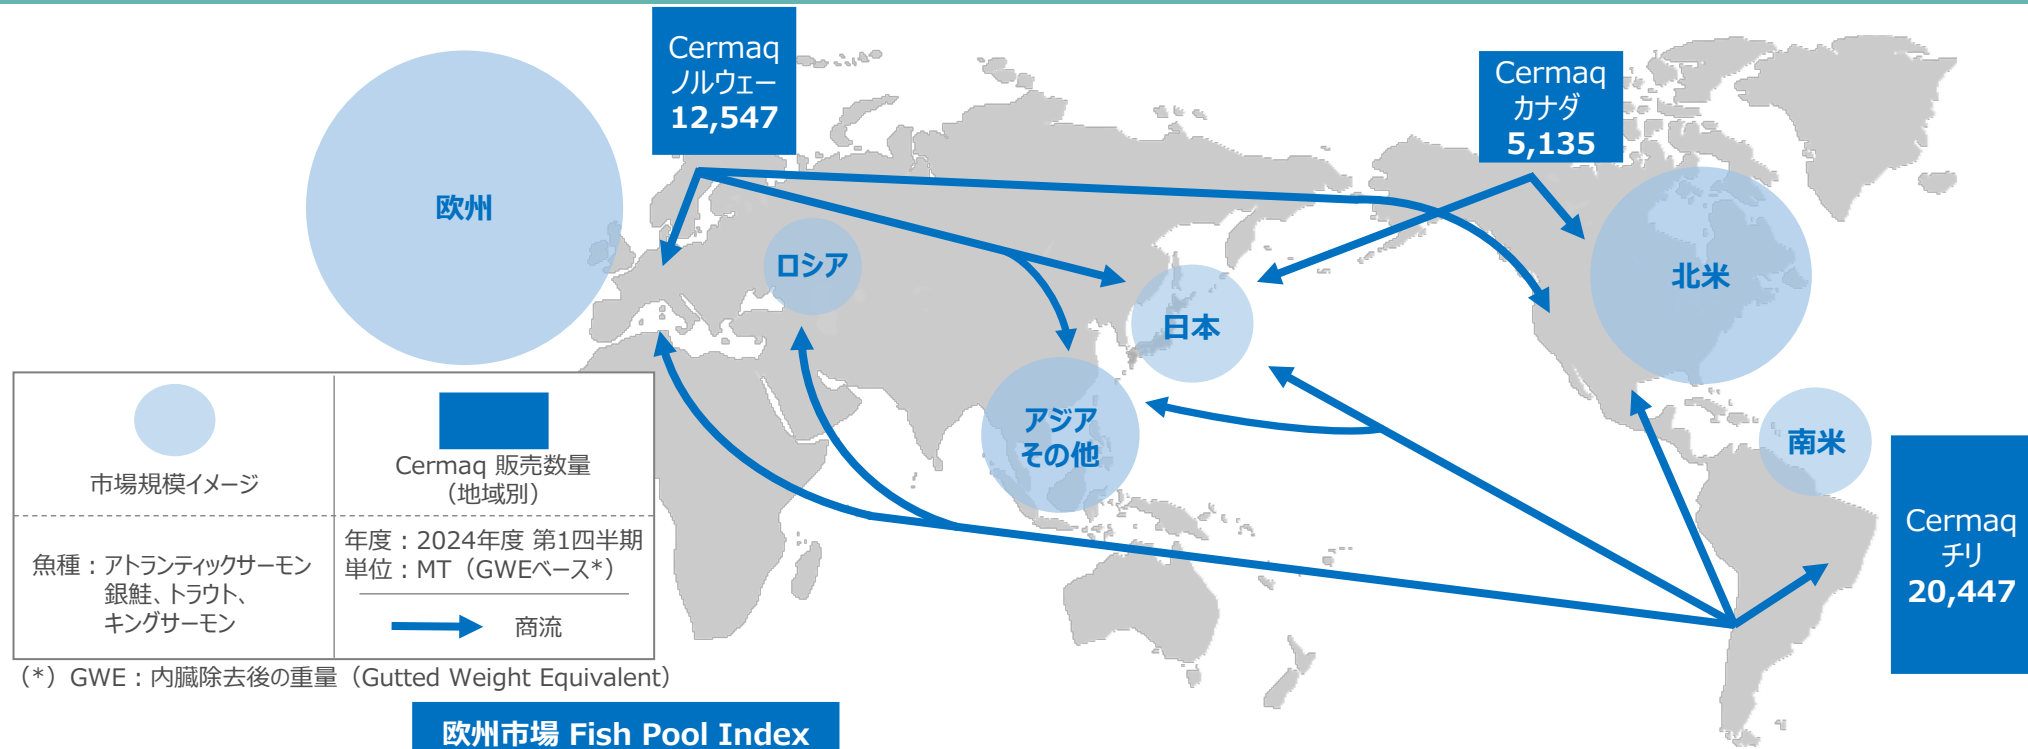 Cermaq
ノルウェー
12,547
Cermaq
カナダ
5,135
欧州
ロシア
日本
北米
アジア
その他
南米
Cermaq
チリ
20,447
市場規模イメージ
Cermaq 販売数量
（地域別）
魚種：アトランティックサーモン
銀鮭、トラウト、
キングサーモン
年度：2024年度 第1四半期
単位：MT（GWEベース*）
商流
（*）GWE：内臓除去後の重量（Gutted Weight Equivalent）
欧州市場 Fish Pool Index